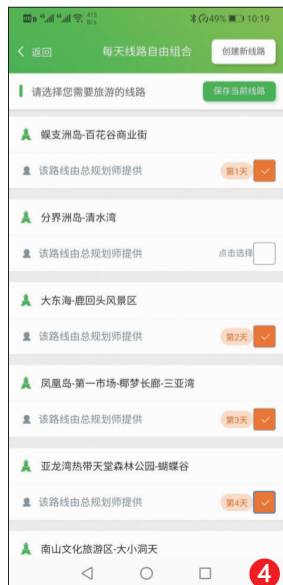 413 B/s 49% 10:19
返回 每天线路自由组合 创建新线路
请选择您需要旅游的线路 保存当前线路
蜈支洲岛-百花谷商业街
该路线由总规划师提供 第1天
分界洲岛-清水湾
该路线由总规划师提供 点击选择
大东海-鹿回头风景区
该路线由总规划师提供 第2天
凤凰岛-第一市场-椰梦长廊-三亚湾
该路线由总规划师提供 第3天
亚龙湾热带天堂森林公园-蝴蝶谷
该路线由总规划师提供 第4天
南山文化旅游区-大小洞天
4